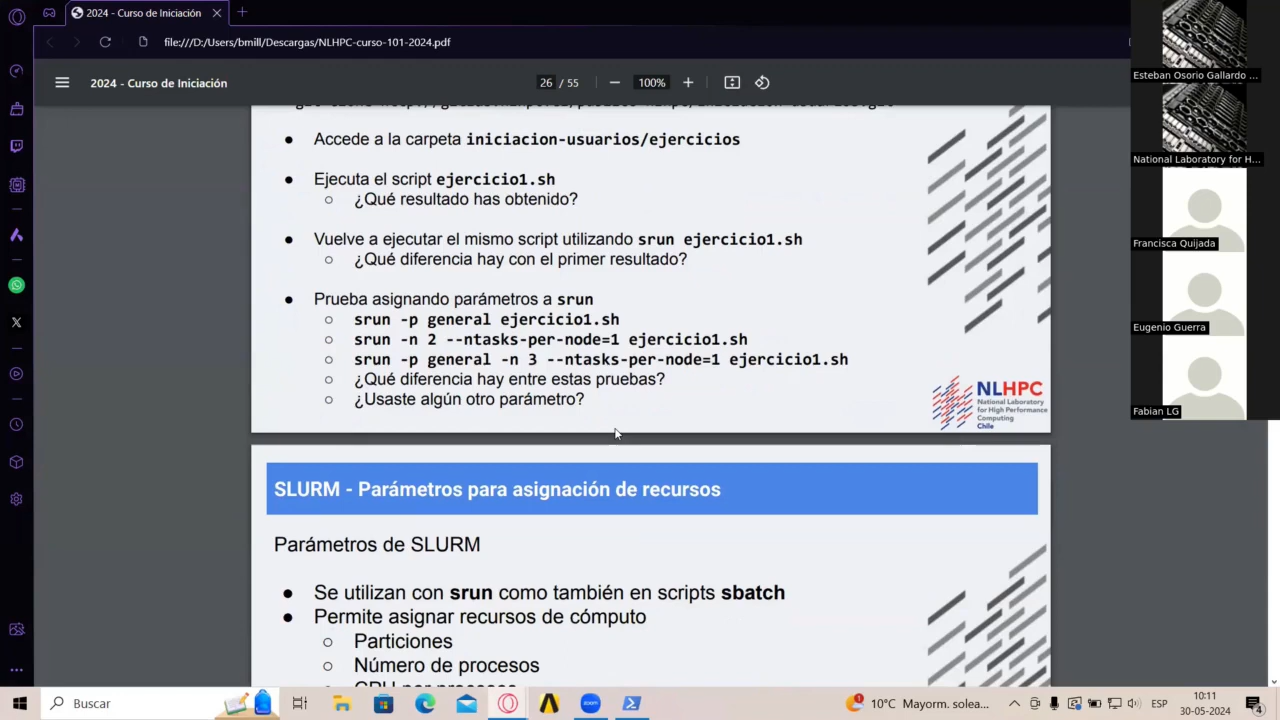 2024 - Curso de Iniciación
file:///D:/Users/bmill/Descargas/NLHPC-curso-101-2024.pdf
2024 - Curso de Iniciación
26 / 55
100%
● Accede a la carpeta iniciacion-usuarios/ejercicios
● Ejecuta el script ejercicio1.sh
○ ¿Qué resultado has obtenido?
● Vuelve a ejecutar el mismo script utilizando srun ejercicio1.sh
○ ¿Qué diferencia hay con el primer resultado?
● Prueba asignando parámetros a srun
○ srun -p general ejercicio1.sh
○ srun -n 2 --ntasks-per-node=1 ejercicio1.sh
○ srun -p general -n 3 --ntasks-per-node=1 ejercicio1.sh
○ ¿Qué diferencia hay entre estas pruebas?
○ ¿Usaste algún otro parámetro?
NLHPC
National Laboratory
for High Performance
Computing
Chile
SLURM - Parámetros para asignación de recursos
Parámetros de SLURM
● Se utilizan con srun como también en scripts sbatch
● Permite asignar recursos de cómputo
○ Particiones
○ Número de procesos
Esteban Osorio Gallardo ...
National Laboratory for H...
Francisca Quijada
Eugenio Guerra
Fabian LG
Buscar
10°C Mayorm. solea...
ESP
10:11
30-05-2024
4